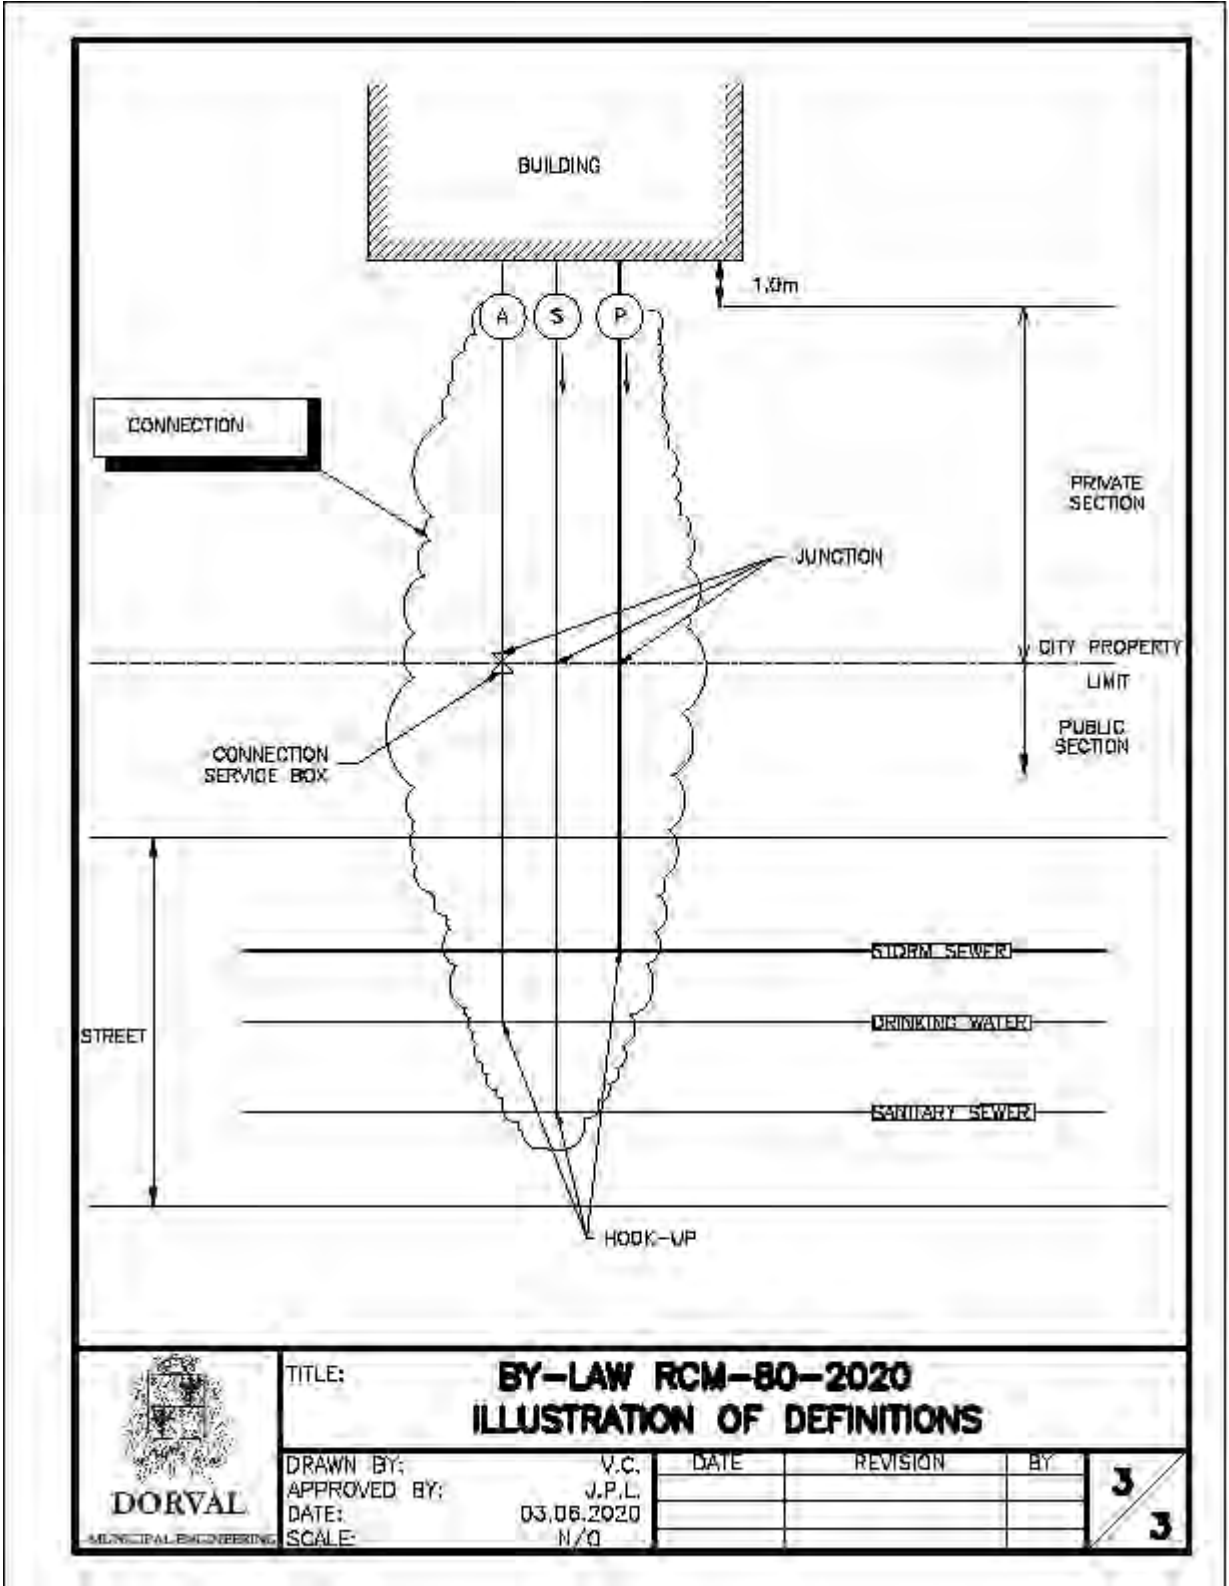 BUILDING
1.0m
A S P
CONNECTION
PRIVATE
SECTION
JUNCTION
CITY PROPERTY
LIMIT
CONNECTION
SERVICE BOX
PUBLIC
SECTION
STORM SEWER
STREET
DRINKING WATER
SANITARY SEWER
HOOK-UP
TITLE:
BY-LAW RCM-80-2020
ILLUSTRATION OF DEFINITIONS
DORVAL
MUNICIPAL ENGINEERING
DRAWN BY: V.C.
APPROVED BY: J.P.L.
DATE: 03.06.2020
SCALE: N/A
DATE REVISION BY
3
3